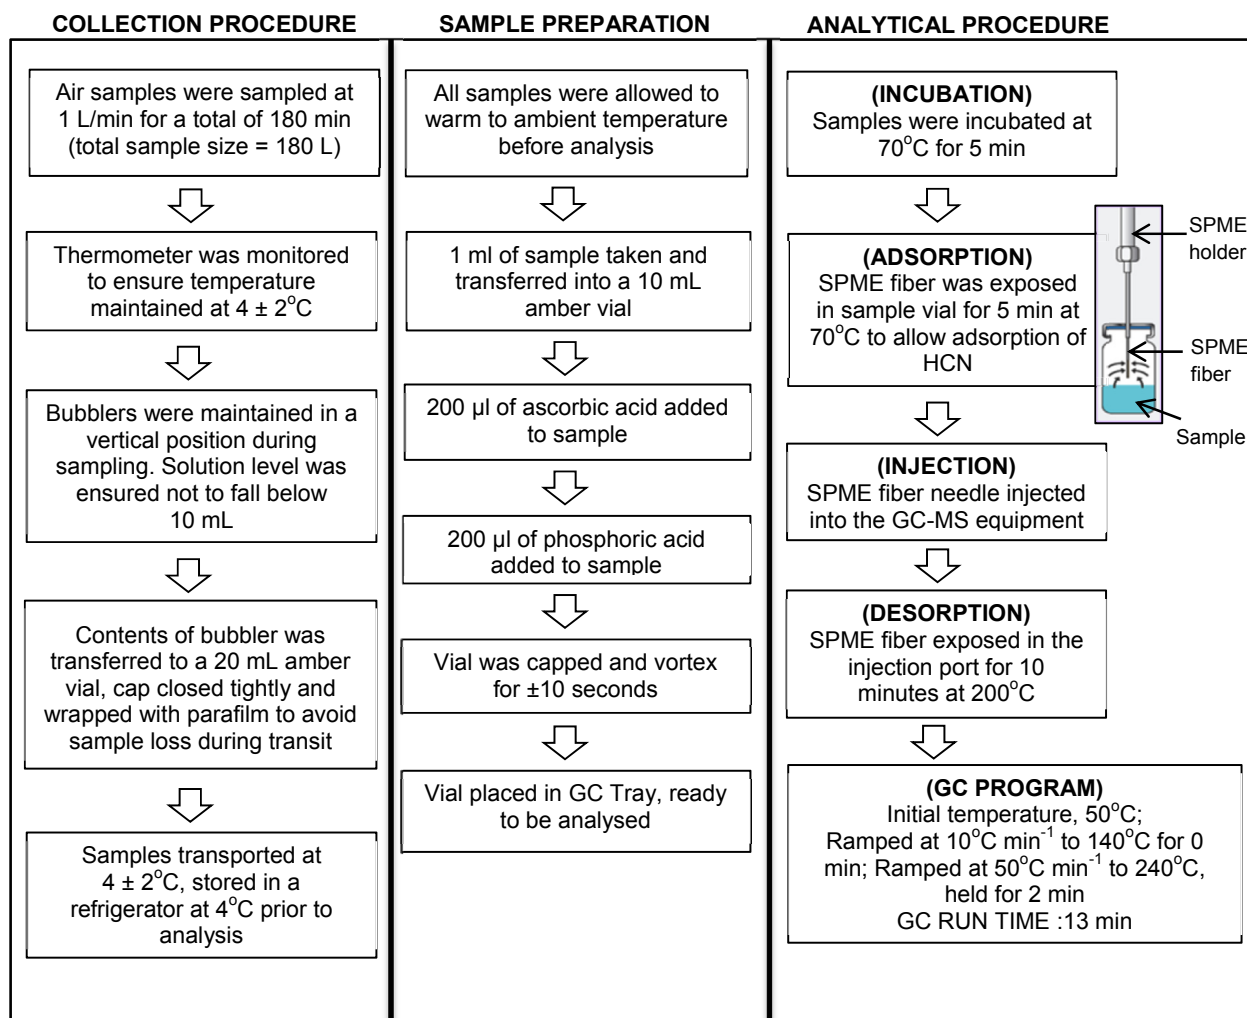 COLLECTION PROCEDURE
Air samples were sampled at
1 L/min for a total of 180 min
(total sample size = 180 L)
Thermometer was monitored
to ensure temperature
maintained at 4 ± 2°C
Bubblers were maintained in a
vertical position during
sampling. Solution level was
ensured not to fall below
10 mL
Contents of bubbler was
transferred to a 20 mL amber
vial, cap closed tightly and
wrapped with parafilm to avoid
sample loss during transit
Samples transported at
4 ± 2°C, stored in a
refrigerator at 4°C prior to
analysis
SAMPLE PREPARATION
All samples were allowed to
warm to ambient temperature
before analysis
1 ml of sample taken and
transferred into a 10 mL
amber vial
200 µl of ascorbic acid added
to sample
200 µl of phosphoric acid
added to sample
Vial was capped and vortex
for ±10 seconds
Vial placed in GC Tray, ready
to be analysed
ANALYTICAL PROCEDURE
(INCUBATION)
Samples were incubated at
70°C for 5 min
(ADSORPTION)
SPME fiber was exposed
in sample vial for 5 min at
70°C to allow adsorption of
HCN
SPME
holder
SPME
fiber
Sample
(INJECTION)
SPME fiber needle injected
into the GC-MS equipment
(DESORPTION)
SPME fiber exposed in the
injection port for 10
minutes at 200°C
(GC PROGRAM)
Initial temperature, 50°C;
Ramped at 10°C min⁻¹ to 140°C for 0
min; Ramped at 50°C min⁻¹ to 240°C,
held for 2 min
GC RUN TIME :13 min